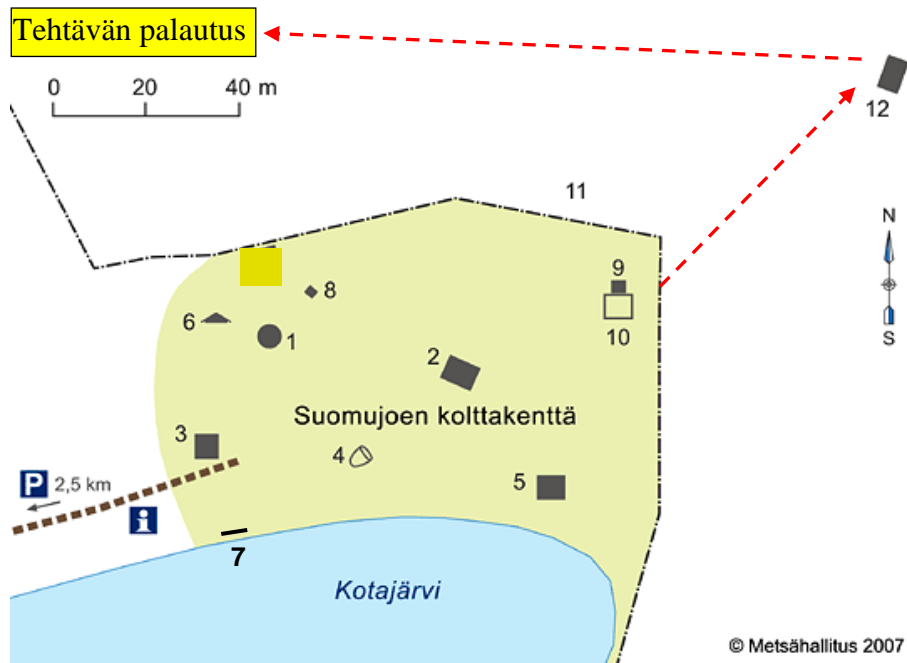 Tehtävän palautus
0 20 40 m
12
11
N
S
9
10
8
6
1
2
Suomujoen kolttakenttä
3
4
5
P 2,5 km
i
7
Kotajärvi
© Metsähallitus 2007